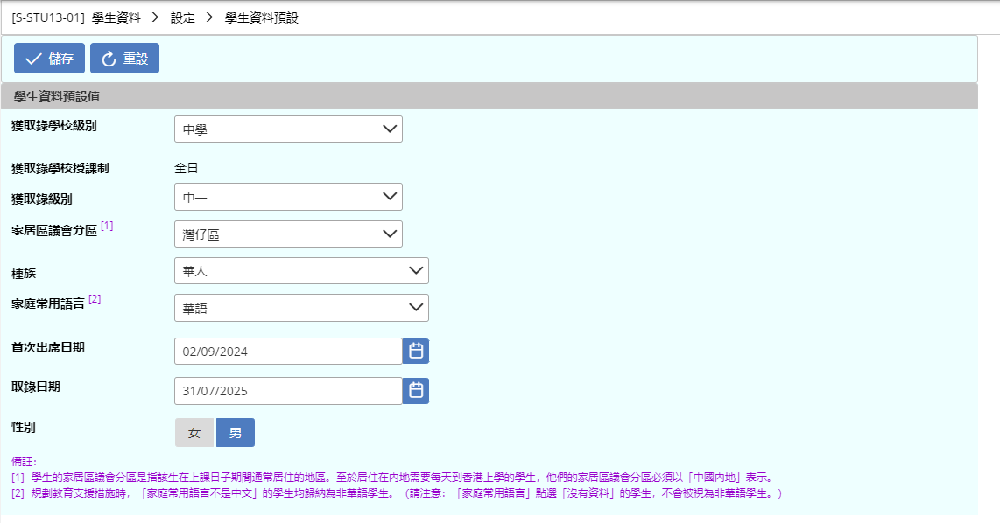 [S-STU13-01] 學生資料 > 設定 > 學生資料預設
儲存 重設
學生資料預設值
獲取錄學校級別 中學
獲取錄學校授課制 全日
獲取錄級別 中一
家居區議會分區 [1] 灣仔區
種族 華人
家庭常用語言 [2] 華語
首次出席日期 02/09/2024
取錄日期 31/07/2025
性別 女 男
備註：
[1] 學生的家居區議會分區是指該生在上課日子期間通常居住的地區。至於居住在內地需要每天到香港上學的學生，他們的家居區議會分區必須以「中國內地」表示。
[2] 規劃教育支援措施時，「家庭常用語言不是中文」的學生均歸納為非華語學生。（請注意：「家庭常用語言」點選「沒有資料」的學生，不會被視為非華語學生。）